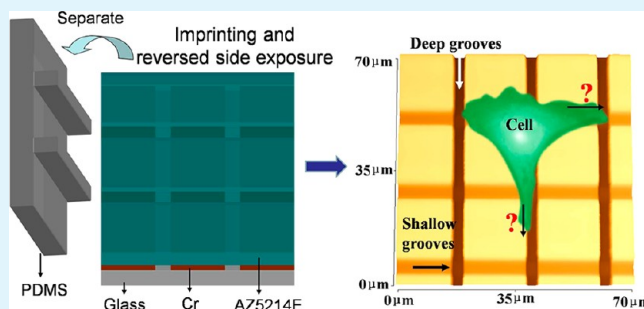 Separate
Imprinting and
reversed side exposure
PDMS
Glass
Cr
AZ5214E
70μm
35μm
0μm
Deep grooves
?
Cell
?
Shallow
grooves
0μm
35μm
70μm